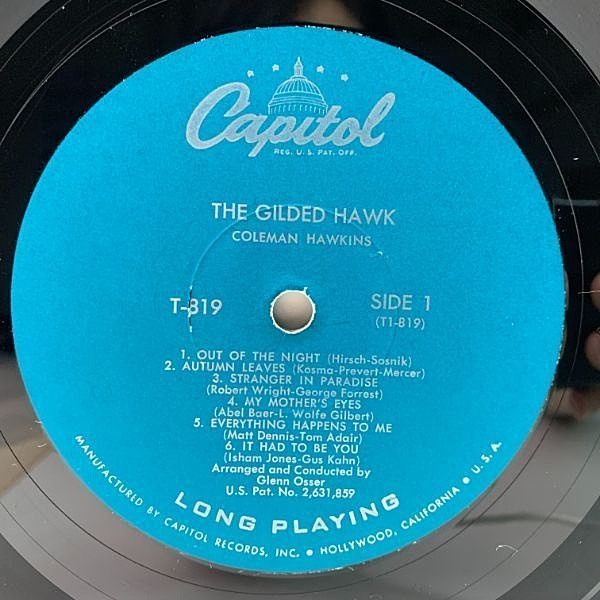 Capitol
REG. U.S. PAT. OFF.
THE GILDED HAWK
COLEMAN HAWKINS
T-819
SIDE 1
(T1-819)
1. OUT OF THE NIGHT (Hirsch-Sosnik)
2. AUTUMN LEAVES (Kosma-Prevert-Mercer)
3. STRANGER IN PARADISE
(Robert Wright-George Forrest)
4. MY MOTHER'S EYES
(Abel Baer-L. Wolfe Gilbert)
5. EVERYTHING HAPPENS TO ME
(Matt Dennis-Tom Adair)
6. IT HAD TO BE YOU
(Isham Jones-Gus Kahn)
Arranged and Conducted by
Glenn Osser
U.S. Pat. No. 2,631,859
LONG PLAYING
MANUFACTURED BY CAPITOL RECORDS, INC. • HOLLYWOOD, CALIFORNIA • U.S.A.